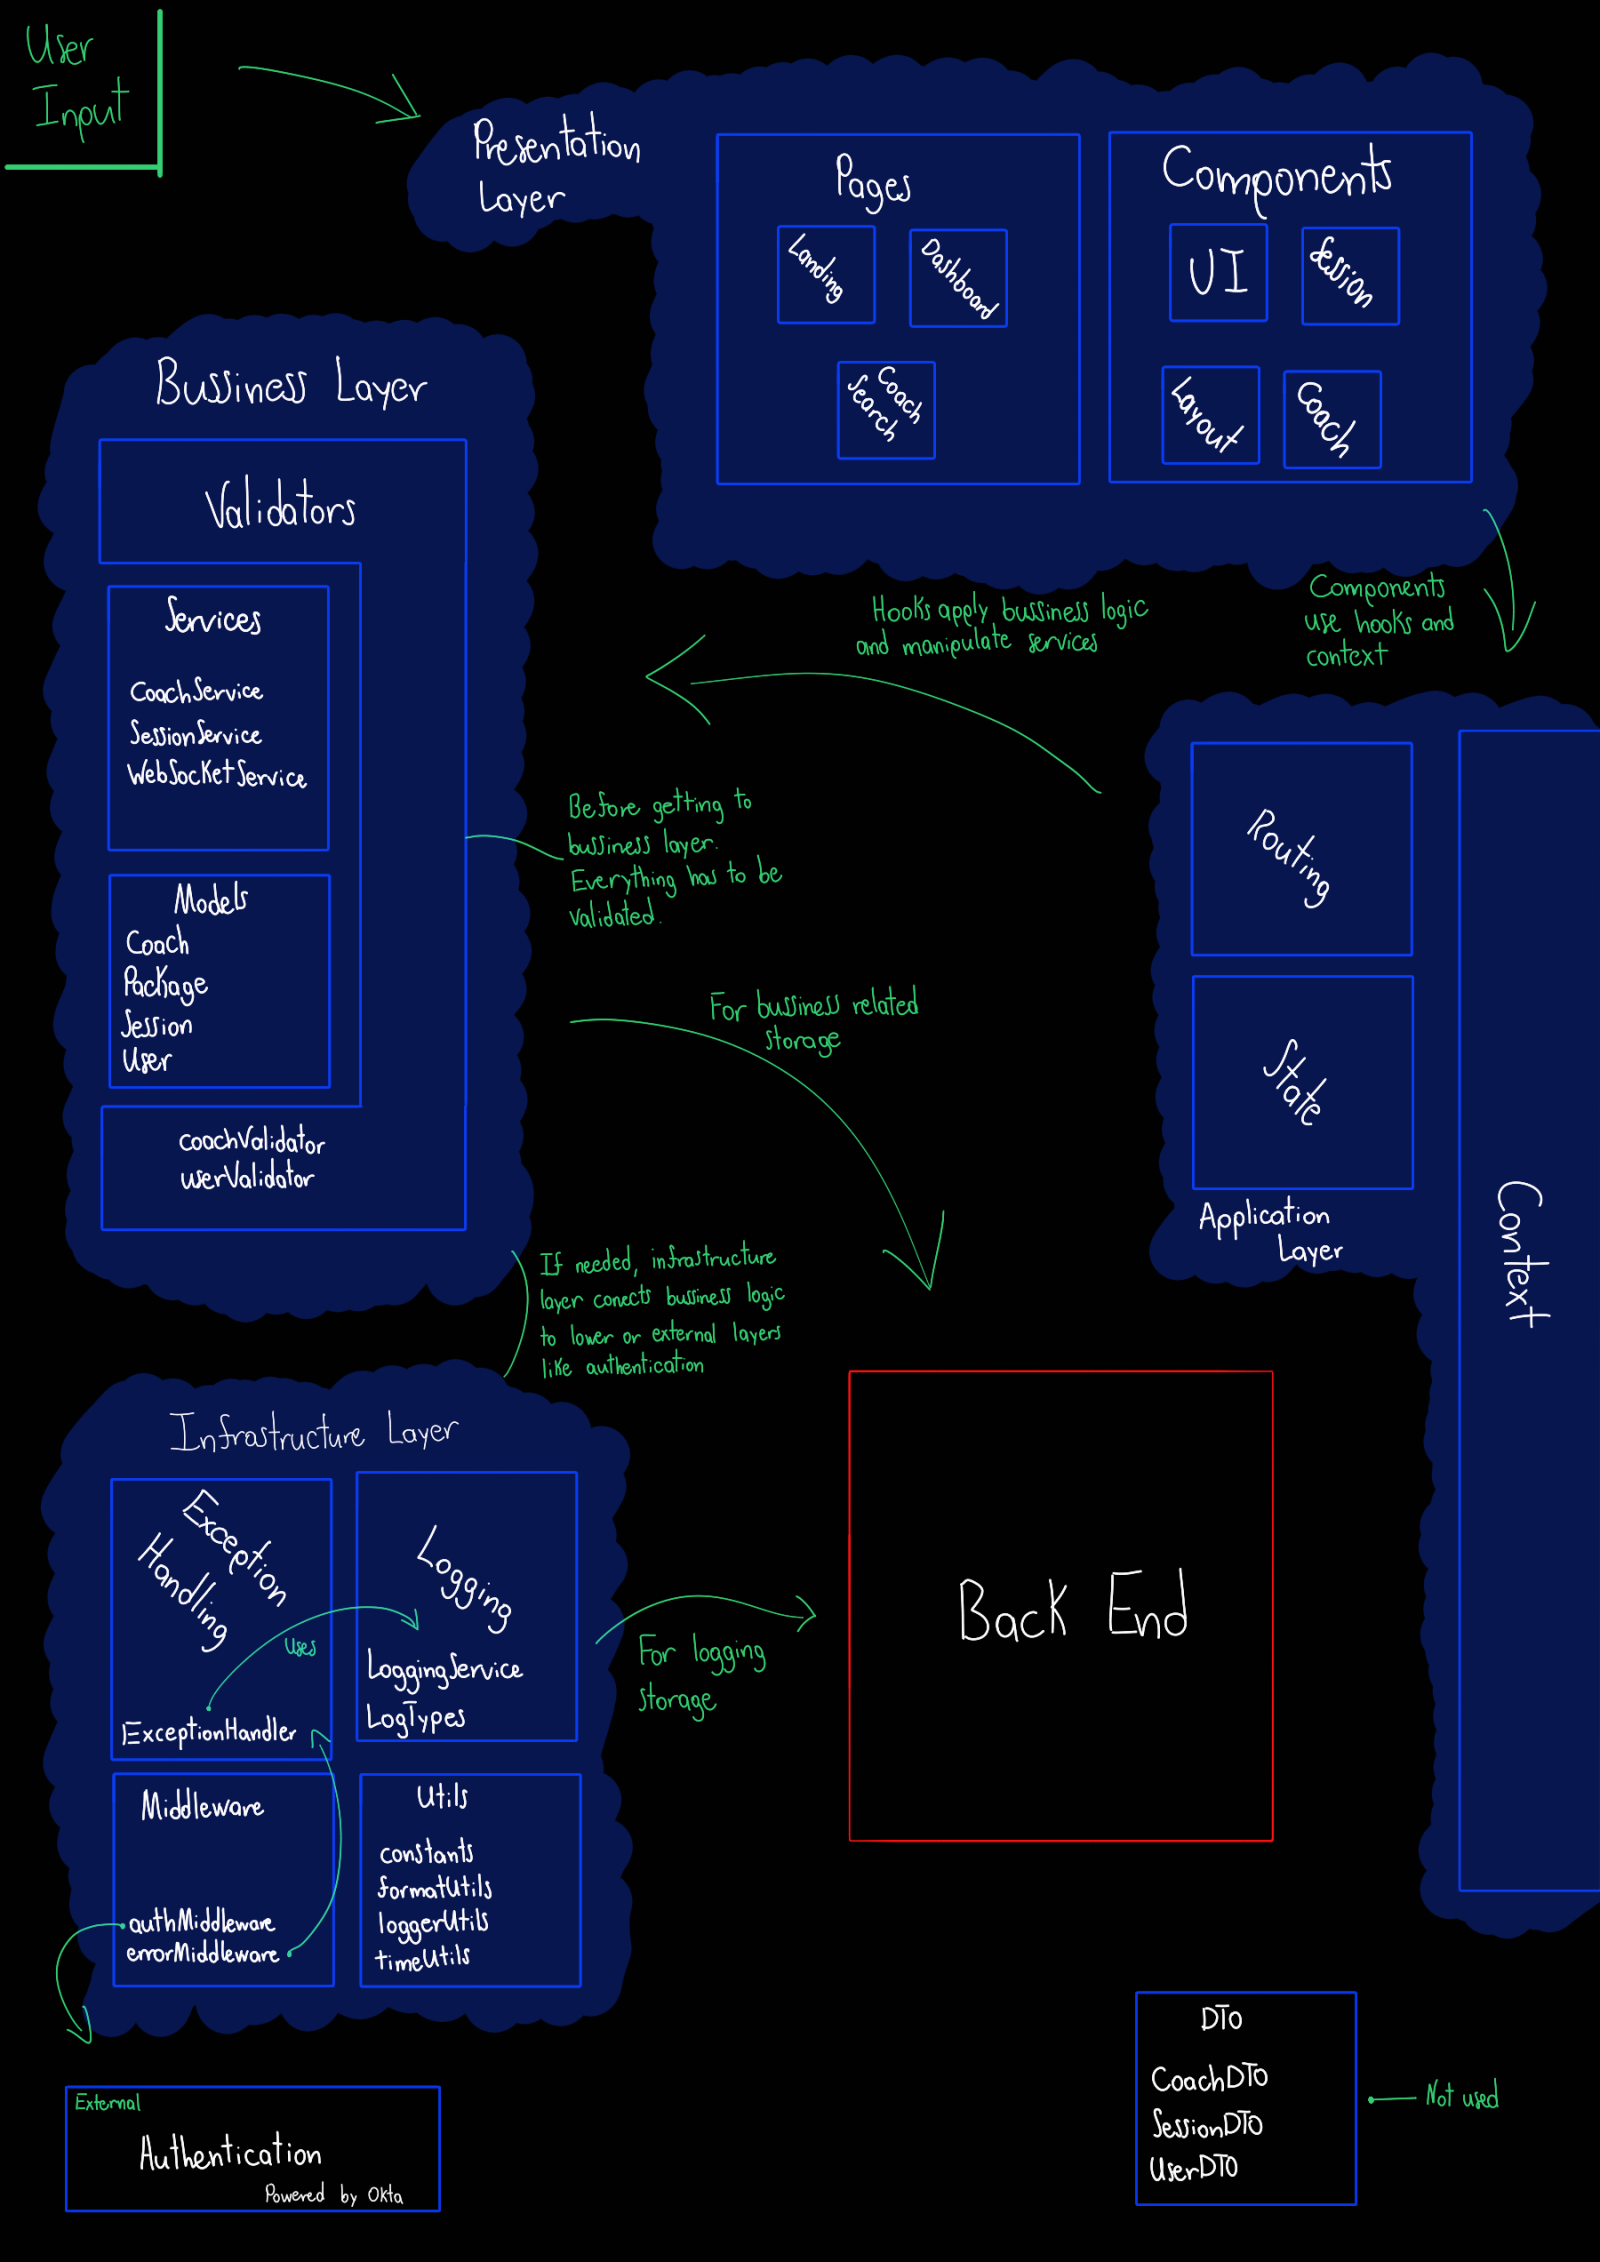 User
Input
Presentation
Layer
Pages
Landing
Dashboard
Coach
Search
Components
UI
Session
Layout
Coach
Components
use hooks and
context
Hooks apply bussiness logic
and manipulate services
Bussiness Layer
Validators
Services
CoachService
SessionService
WebSocketService
Models
Coach
Package
Session
User
coachValidator
userValidator
Before getting to
bussiness layer.
Everything has to be
validated.
For bussiness related
storage
Routing
State
Application
Layer
Context
If needed, infrastructure
layer conects bussiness logic
to lower or external layers
like authentication
Infrastructure Layer
Exception
Handling
uses
ExceptionHandler
Logging
LoggingService
LogTypes
Middleware
authMiddleware
errorMiddleware
Utils
constants
formatUtils
loggerUtils
timeUtils
For logging
storage
Back End
External
Authentication
Powered by Okta
DTO
CoachDTO
SessionDTO
UserDTO
Not used